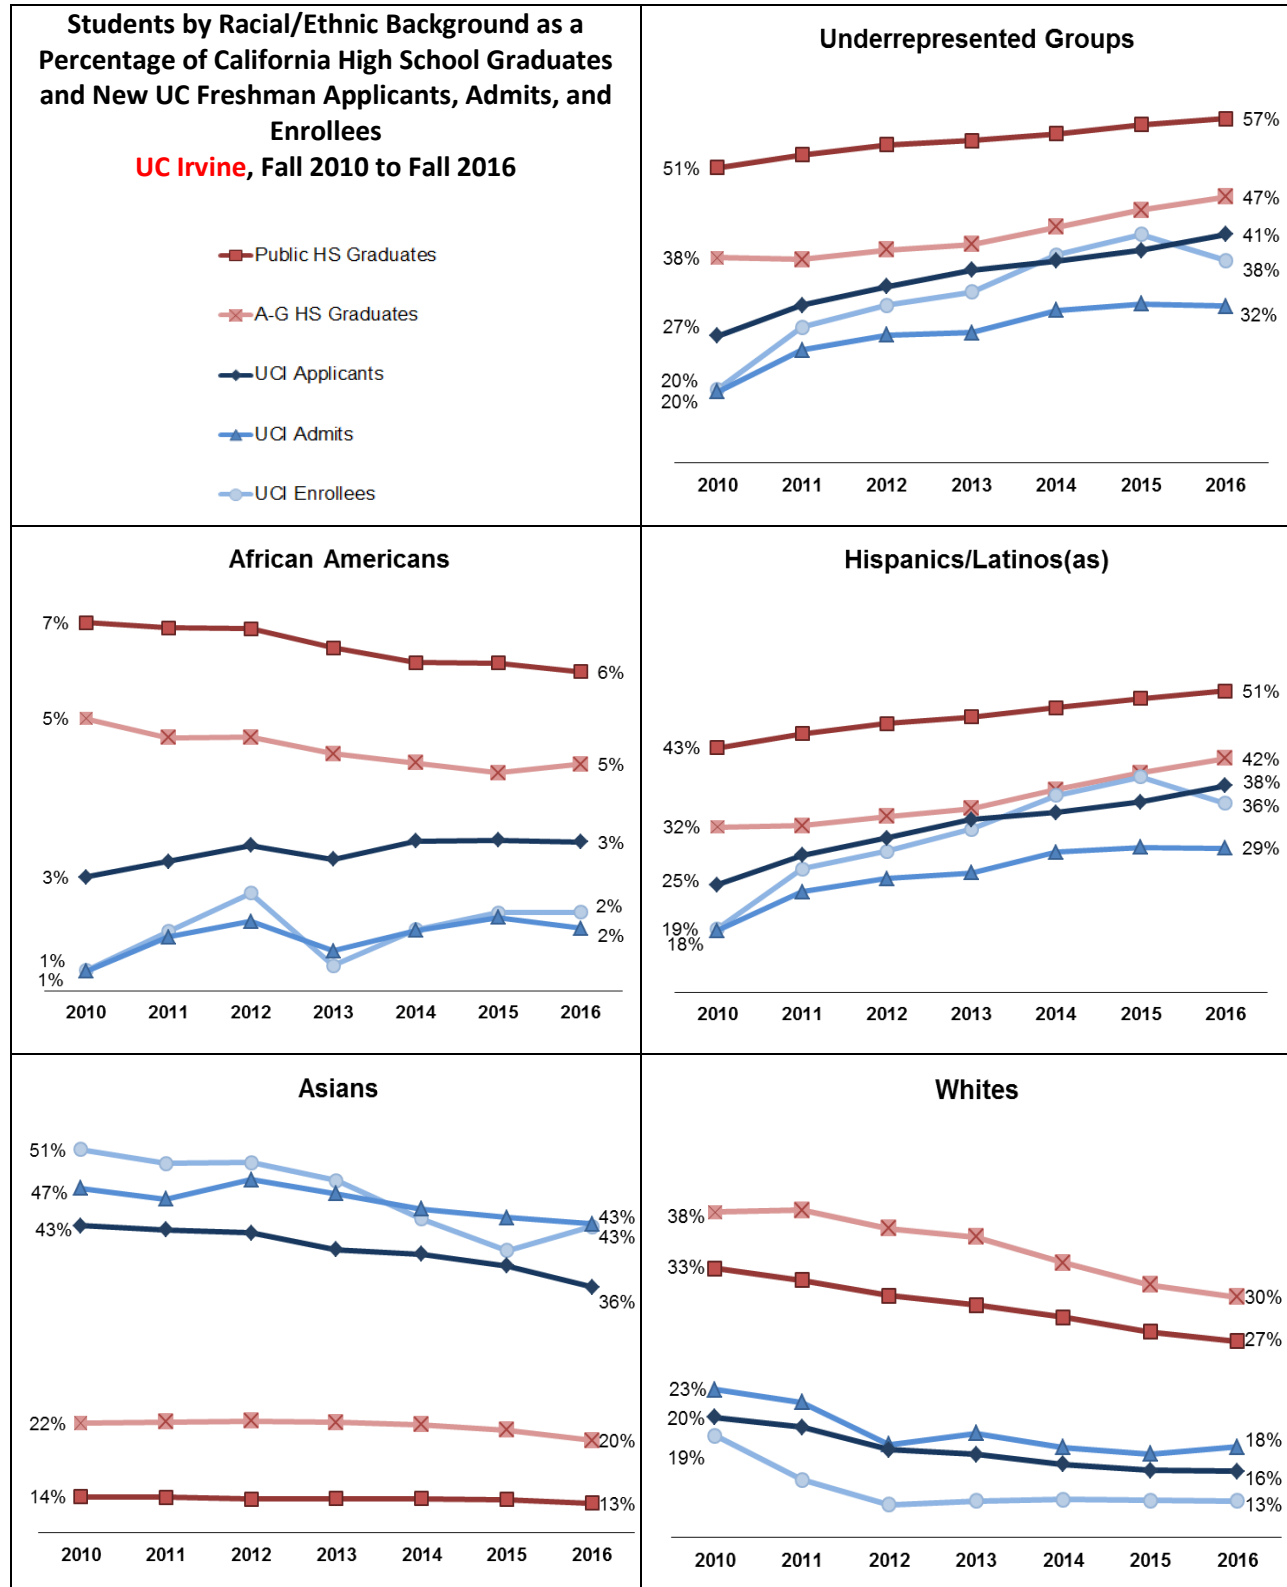 Students by Racial/Ethnic Background as a
Percentage of California High School Graduates
and New UC Freshman Applicants, Admits, and
Enrollees
UC Irvine, Fall 2010 to Fall 2016
Public HS Graduates
A-G HS Graduates
UCI Applicants
UCI Admits
UCI Enrollees
Underrepresented Groups
51%
38%
27%
20%
20%
57%
47%
41%
38%
32%
2010 2011 2012 2013 2014 2015 2016
African Americans
7%
5%
3%
1%
1%
6%
5%
3%
2%
2%
2010 2011 2012 2013 2014 2015 2016
Hispanics/Latinos(as)
43%
32%
25%
19%
18%
51%
42%
38%
36%
29%
2010 2011 2012 2013 2014 2015 2016
Asians
51%
47%
43%
22%
14%
43%
43%
36%
20%
13%
2010 2011 2012 2013 2014 2015 2016
Whites
38%
33%
23%
20%
19%
30%
27%
18%
16%
13%
2010 2011 2012 2013 2014 2015 2016